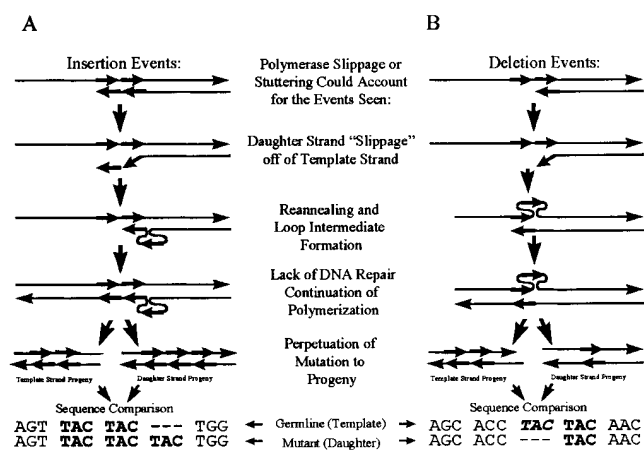 A
B
Insertion Events:
Polymerase Slippage or
Stuttering Could Account
for the Events Seen:
Deletion Events:
Daughter Strand “Slippage”
off of Template Strand
Reannealing and
Loop Intermediate
Formation
Lack of DNA Repair
Continuation of
Polymerization
Perpetuation of
Mutation to
Progeny
Template Strand Progeny
Daughter Strand Progeny
Template Strand Progeny
Daughter Strand Progeny
Sequence Comparison
AGT TAC TAC --- TGG
AGT TAC TAC TAC TGG
Germline (Template)
Mutant (Daughter)
Sequence Comparison
AGC ACC TAC TAC AAC
AGC ACC --- TAC AAC